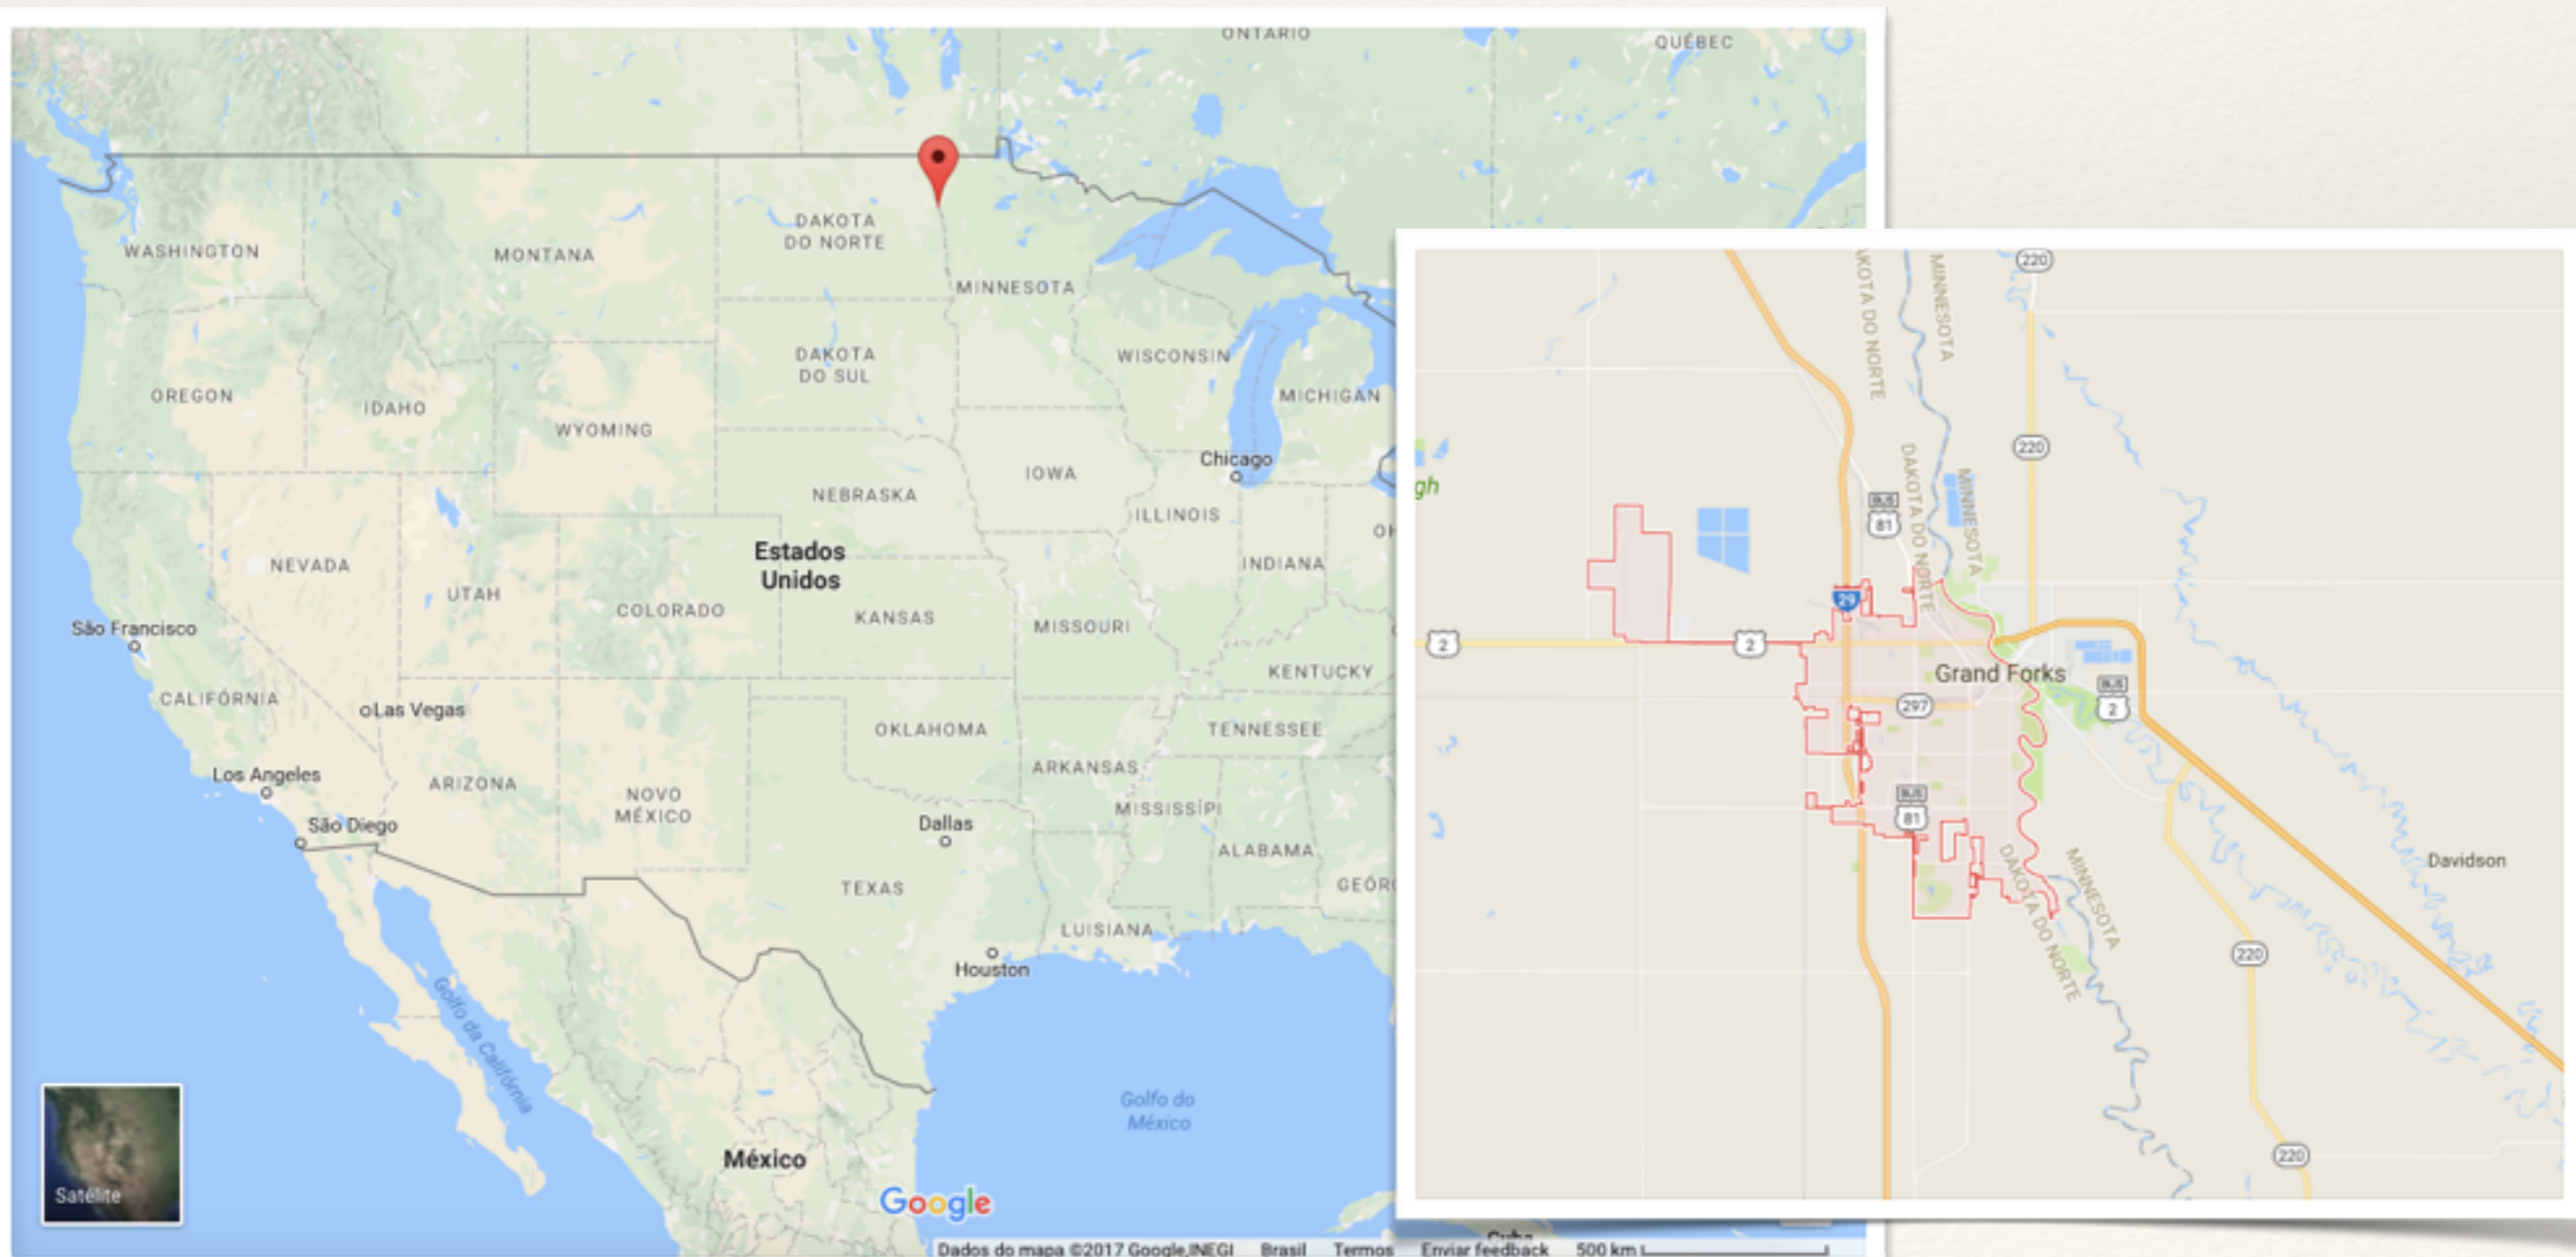 ONTARIO
QUÉBEC
WASHINGTON
MONTANA
DAKOTA
DO NORTE
MINNESOTA
OREGON
IDAHO
WYOMING
DAKOTA
DO SUL
WISCONSIN
MICHIGAN
Chicago
IOWA
NEBRASKA
ILLINOIS
INDIANA
OH
NEVADA
UTAH
COLORADO
Estados
Unidos
KANSAS
MISSOURI
KENTUCKY
São Francisco
CALIFÓRNIA
Las Vegas
OKLAHOMA
TENNESSEE
Los Angeles
ARIZONA
NOVO
MÉXICO
ARKANSAS
MISSISSÍPI
São Diego
Dallas
ALABAMA
TEXAS
GEÓRG
LUISIANA
Houston
Golfo da Califórnia
Golfo do
México
México
Satélite
Google
Dados do mapa ©2017 Google, INEGI Brasil Termos Enviar feedback 500 km
AKOTA DO NORTE
MINNESOTA
220
220
gh
BUS
81
DAKOTA DO NORTE
MINNESOTA
29
2
2
Grand Forks
BUS
2
297
BUS
81
DAKOTA DO NORTE
MINNESOTA
Davidson
220
220